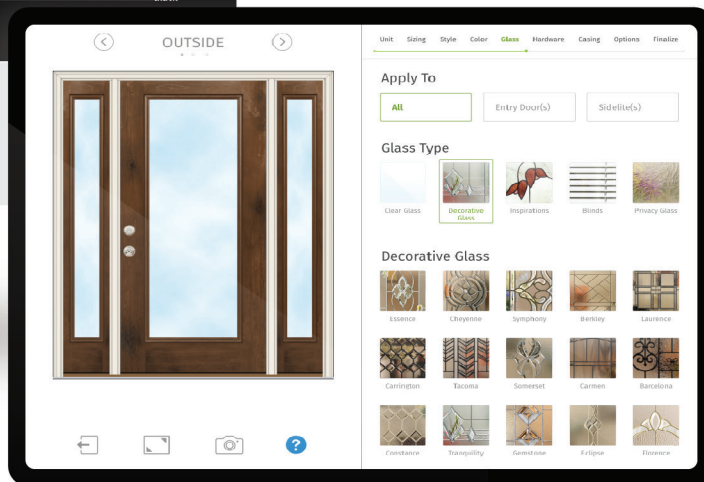 OUTSIDE
Unit Sizing Style Color Glass Hardware Casing Options Finalize
Apply To
All Entry Door(s) Sidelite(s)
Glass Type
Clear Glass Decorative Glass Inspirations Blinds Privacy Glass
Decorative Glass
Essence Cheyenne Symphony Berkley Laurence
Carrington Tacoma Somerset Carmen Barcelona
Constance Tranquility Gemstone Eclipse Florence
?